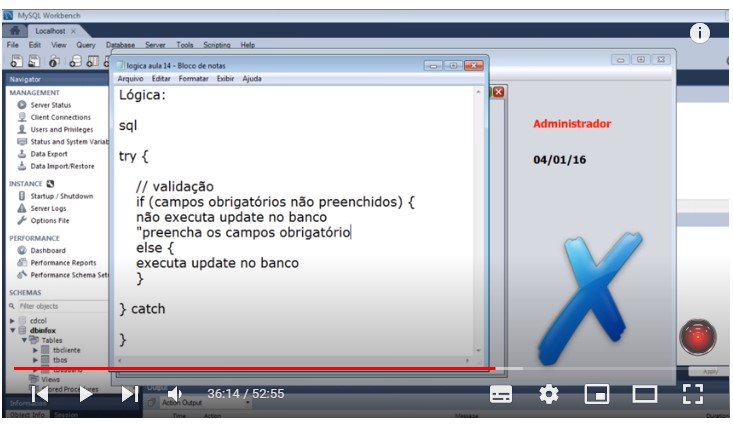 MySQL Workbench
Localhost
File Edit View Query Database Server Tools Scripting Help
Navigator
MANAGEMENT
Server Status
Client Connections
Users and Privileges
Status and System Variab
Data Export
Data Import/Restore
INSTANCE
Startup / Shutdown
Server Logs
Options File
PERFORMANCE
Dashboard
Performance Reports
Performance Schema Set
SCHEMAS
Filter objects
cdcol
dbinfox
Tables
tbcliente
tbos
Views
Stored Procedures
Information
Object Info Session
logica aula 14 - Bloco de notas
Arquivo Editar Formatar Exibir Ajuda
Lógica:
sql
try {
// validação
if (campos obrigatórios não preenchidos) {
não executa update no banco
"preencha os campos obrigatório
else {
executa update no banco
}
} catch
}
Administrador
04/01/16
Apply
Output
Action Output
Time Action
Message
Duration
36:14 / 52:55